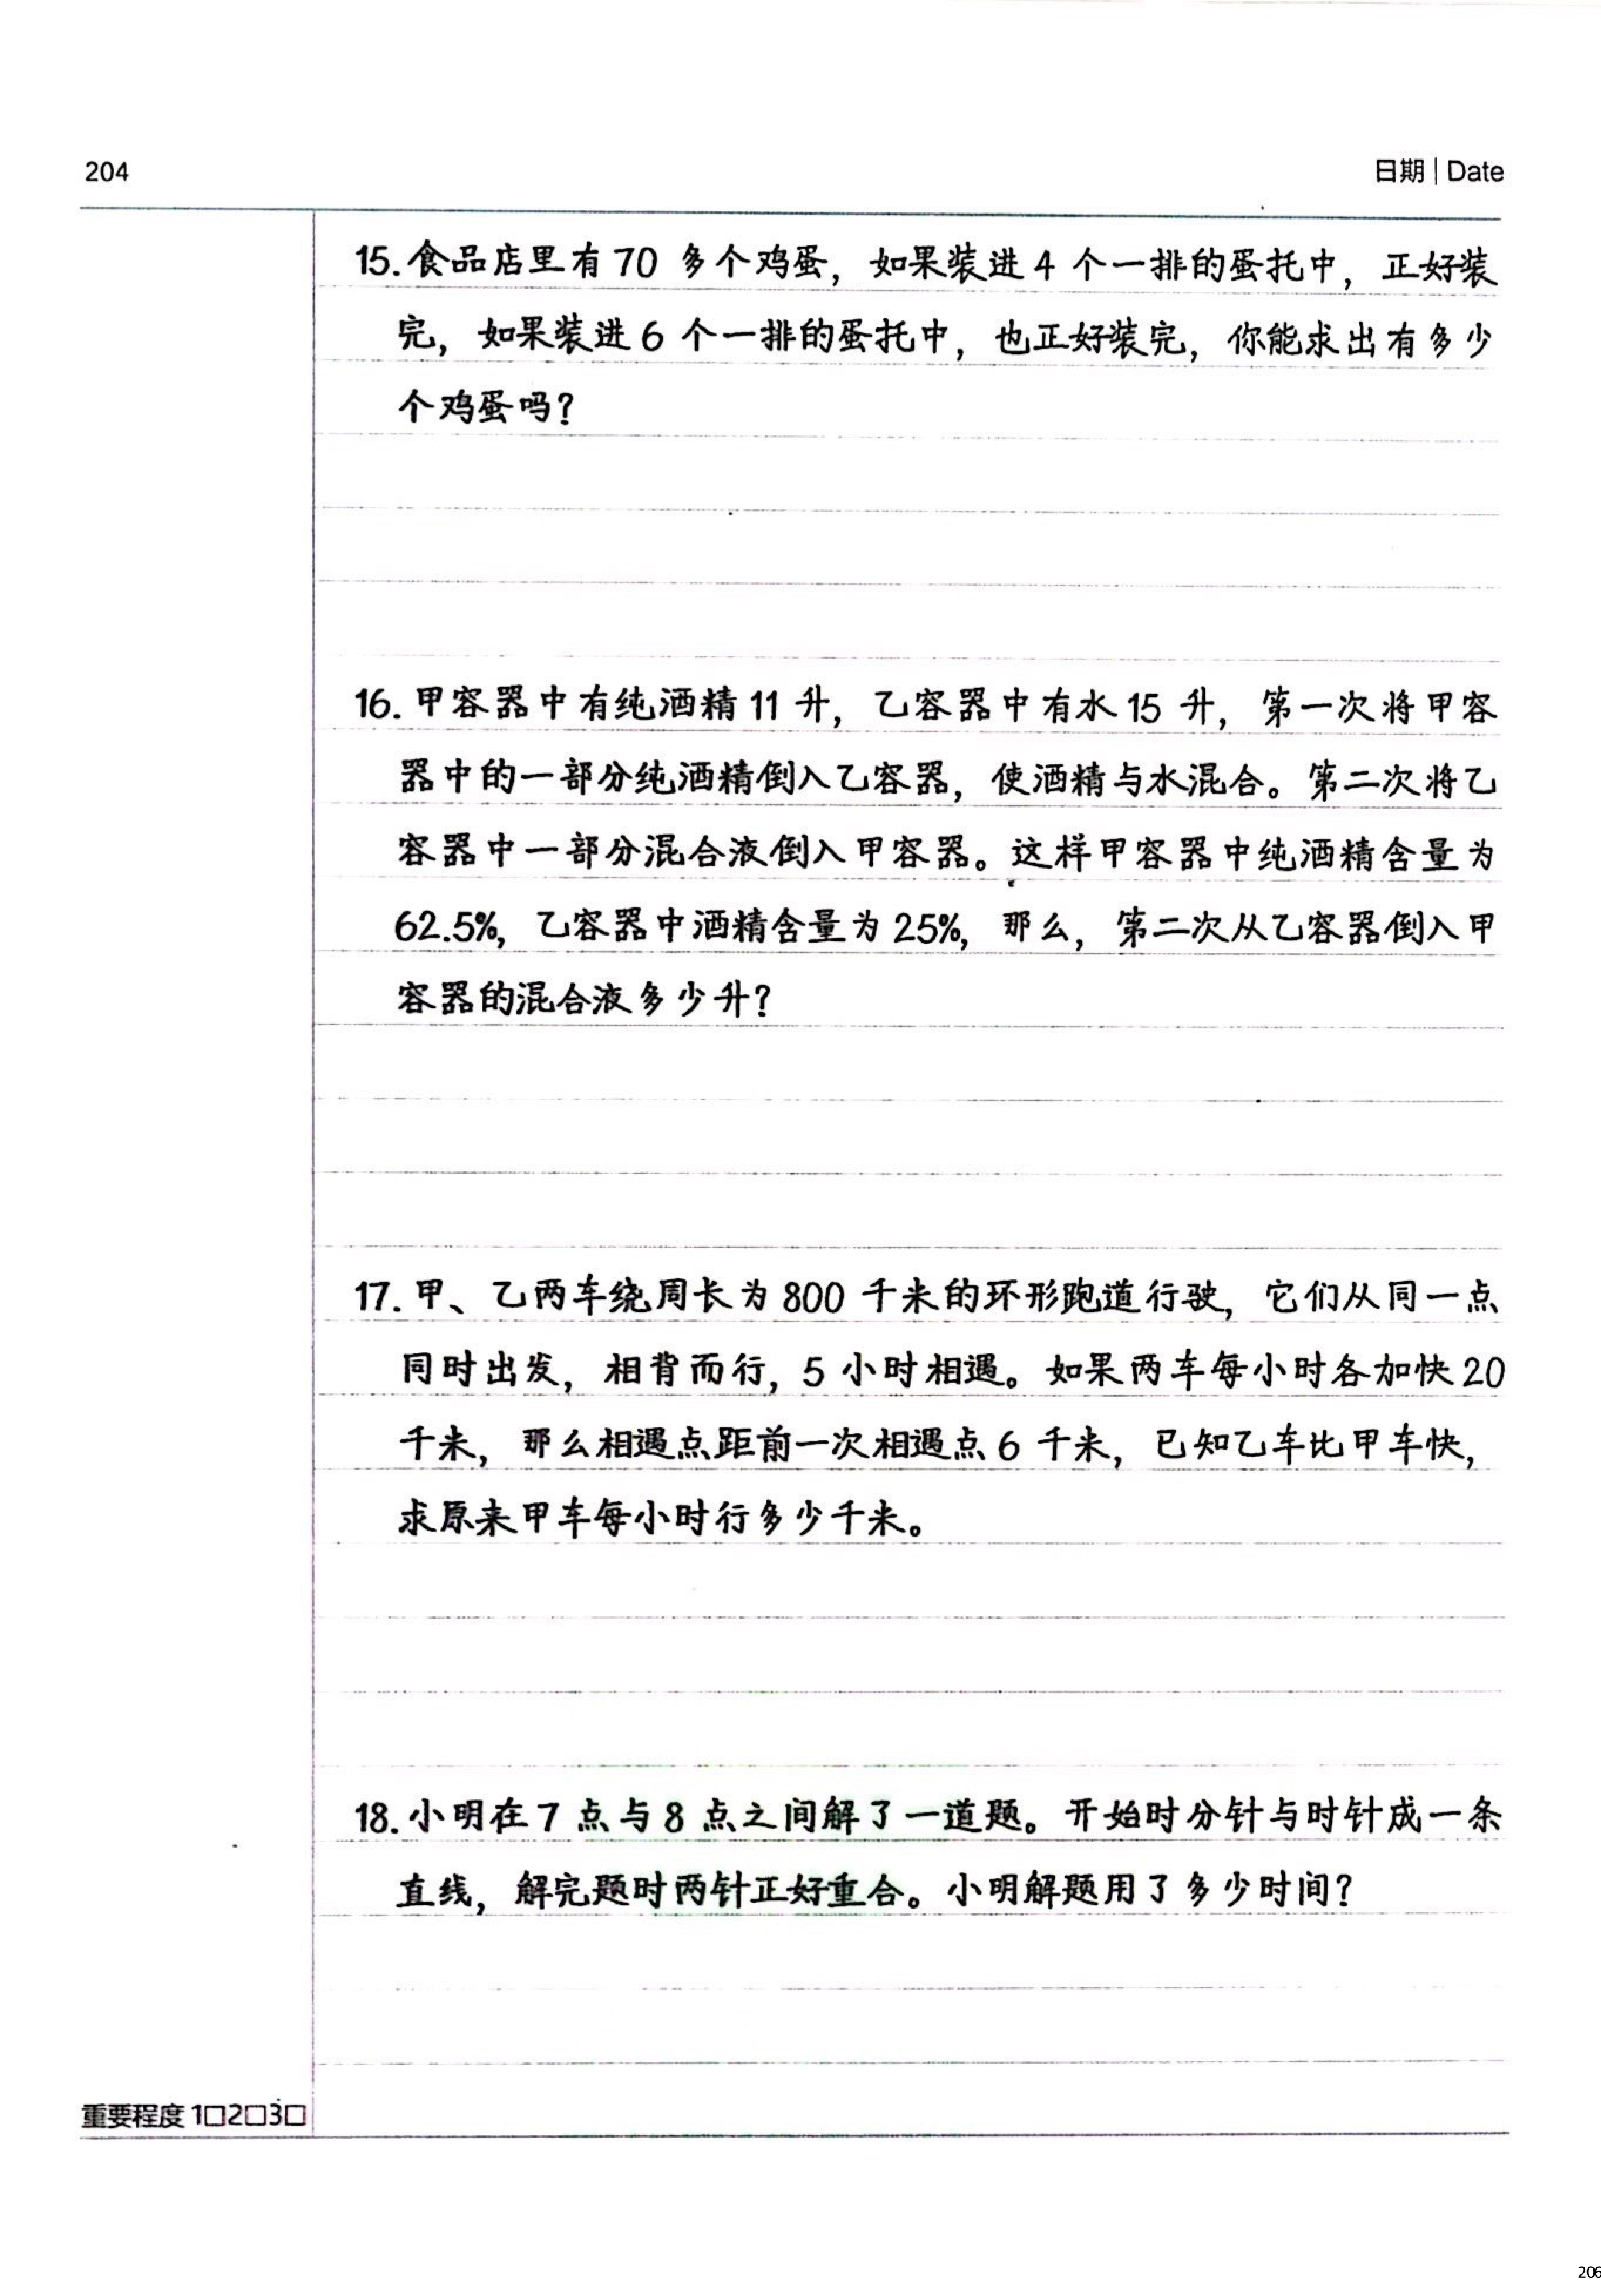 204
日期 | Date
15.食品店里有70 多个鸡蛋，如果装进4 个一排的蛋托中，正好装
完，如果装进6 个一排的蛋托中，也正好装完，你能求出有多少
个鸡蛋吗？
16.甲容器中有纯酒精11 升，乙容器中有水15 升，第一次将甲容
器中的一部分纯酒精倒入乙容器，使酒精与水混合。第二次将乙
容器中一部分混合液倒入甲容器。这样甲容器中纯酒精含量为
62.5%，乙容器中酒精含量为25%，那么，第二次从乙容器倒入甲
容器的混合液多少升？
17.甲、乙两车绕周长为800 千米的环形跑道行驶，它们从同一点
同时出发，相背而行，5 小时相遇。如果两车每小时各加快20
千米，那么相遇点距前一次相遇点6 千米，已知乙车比甲车快，
求原来甲车每小时行多少千米。
18.小明在7 点与8 点之间解了一道题。开始时分针与时针成一条
直线，解完题时两针正好重合。小明解题用了多少时间？
重要程度 1□2□3□
206